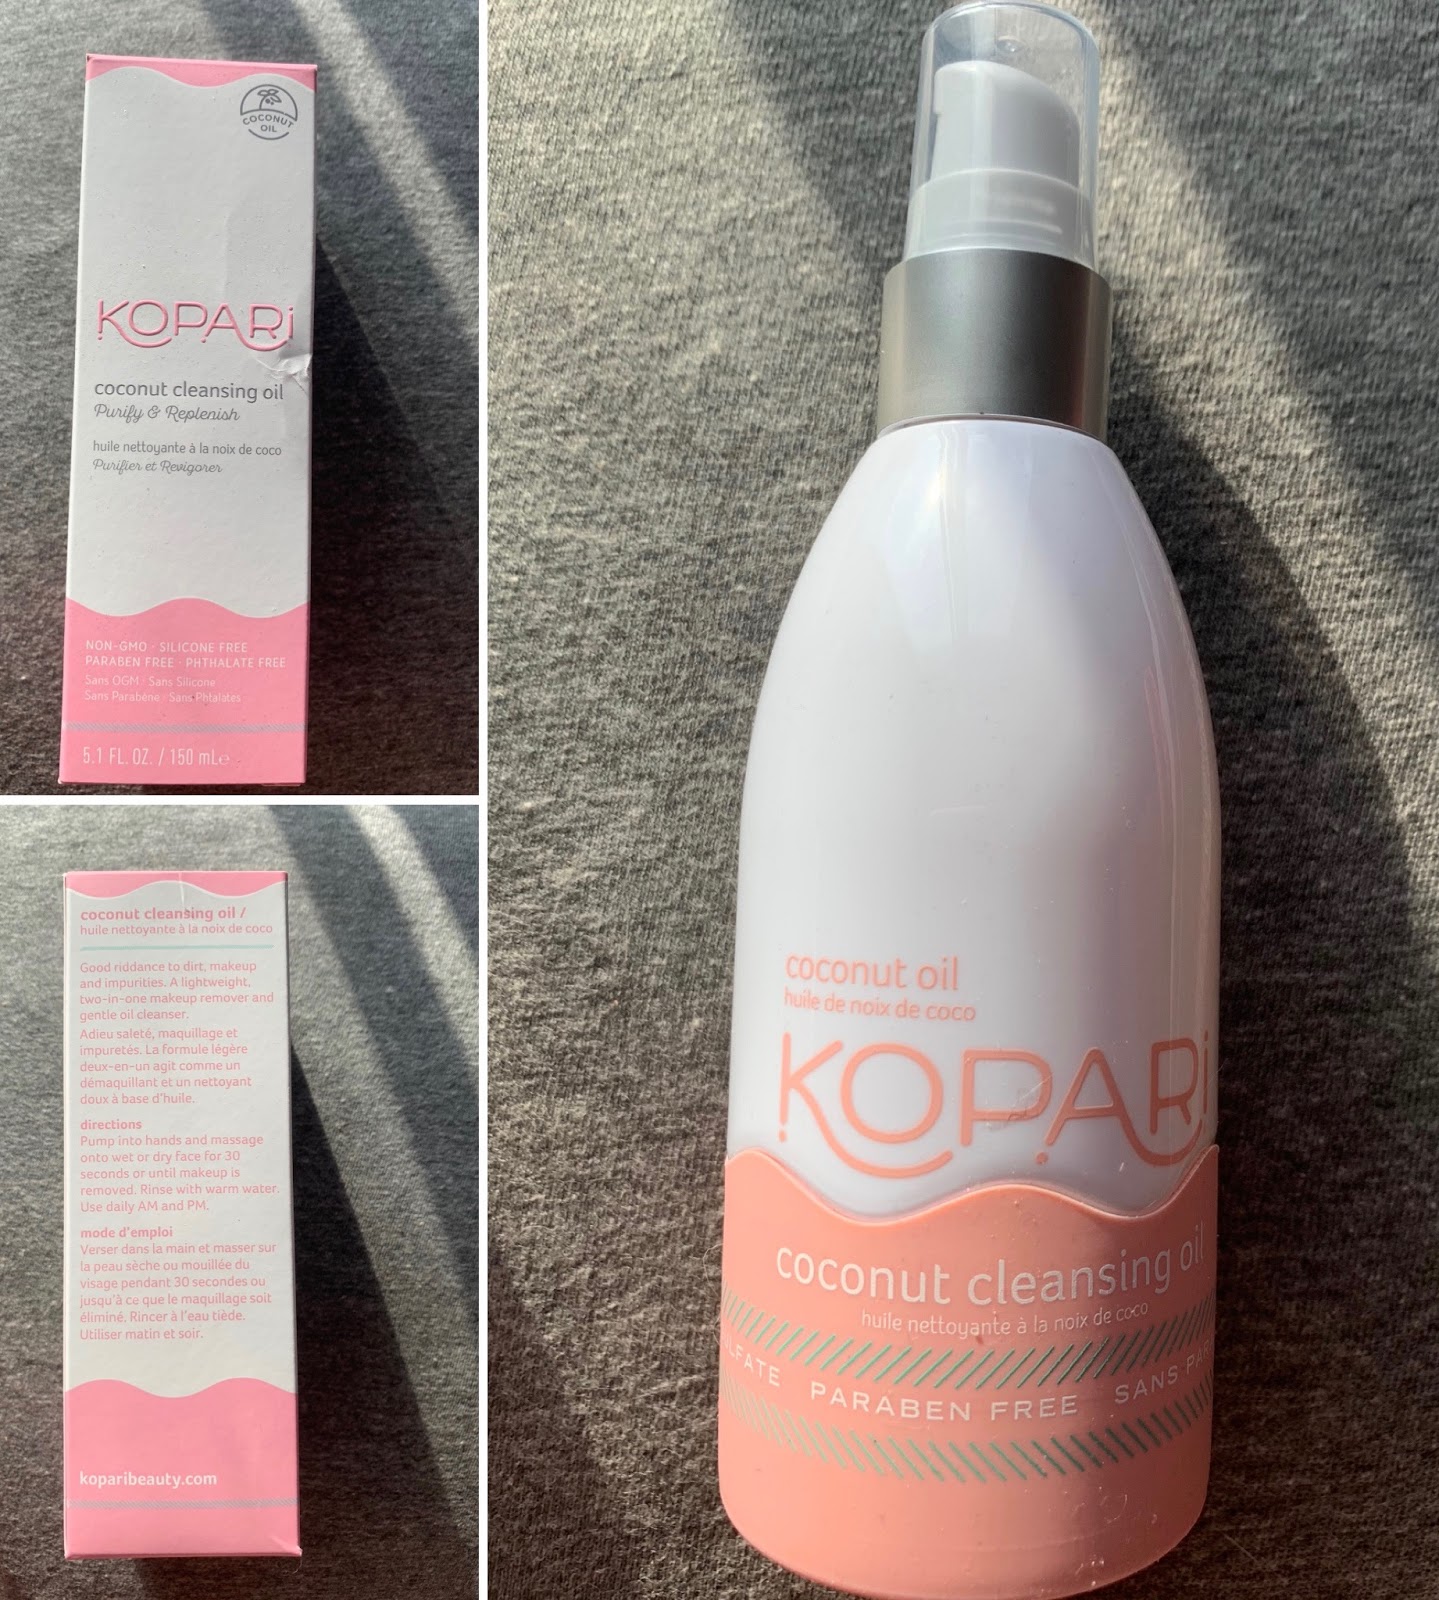 COCONUT
OIL
KOPARi
coconut cleansing oil
Purify & Replenish
huile nettoyante à la noix de coco
Purifier et Revigorer
NON-GMO · SILICONE FREE
PARABEN FREE · PHTHALATE FREE
Sans OGM · Sans Silicone
Sans Parabène · Sans Phtalates
5.1 FL. OZ. / 150 mL℮
coconut cleansing oil /
huile nettoyante à la noix de coco
Good riddance to dirt, makeup
and impurities. A lightweight,
two-in-one makeup remover and
gentle oil cleanser.
Adieu saleté, maquillage et
impuretés. La formule légère
deux-en-un agit comme un
démaquillant et un nettoyant
doux à base d'huile.
directions
Pump into hands and massage
onto wet or dry face for 30
seconds or until makeup is
removed. Rinse with warm water.
Use daily AM and PM.
mode d'emploi
Verser dans la main et masser sur
la peau sèche ou mouillée du
visage pendant 30 secondes ou
jusqu'à ce que le maquillage soit
éliminé. Rincer à l'eau tiède.
Utiliser matin et soir.
koparibeauty.com
coconut oil
huile de noix de coco
KOPARi
coconut cleansing oil
huile nettoyante à la noix de coco
PARABEN FREE SANS